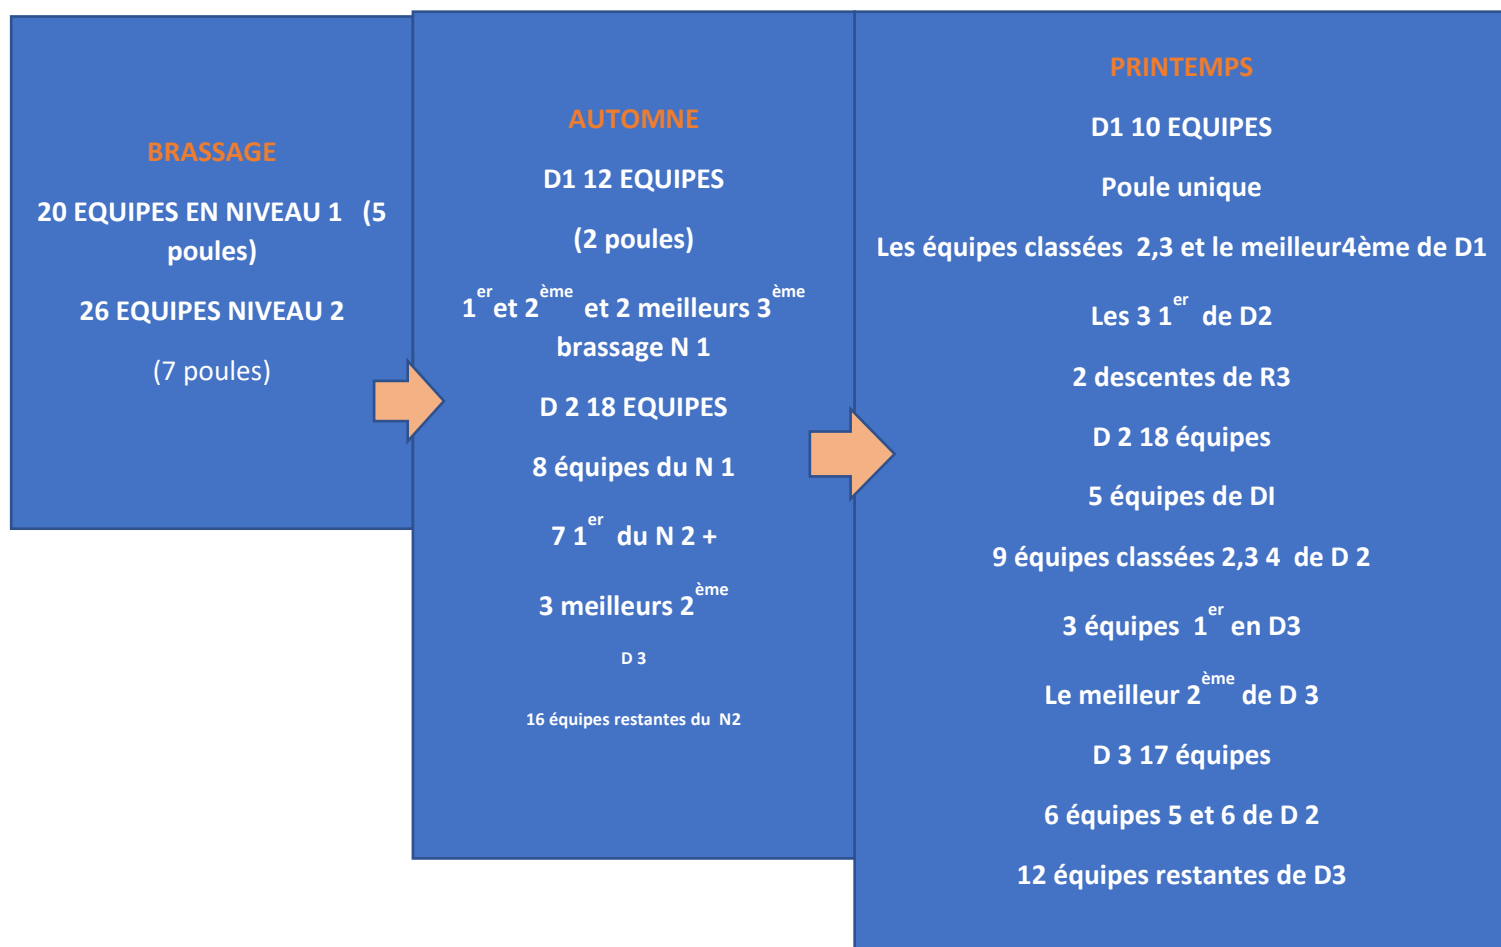 BRASSAGE
20 EQUIPES EN NIVEAU 1 (5
poules)
26 EQUIPES NIVEAU 2
(7 poules)
AUTOMNE
D1 12 EQUIPES
(2 poules)
1er et 2ème et 2 meilleurs 3ème
brassage N 1
D 2 18 EQUIPES
8 équipes du N 1
7 1er du N 2 +
3 meilleurs 2ème
D 3
16 équipes restantes du N2
PRINTEMPS
D1 10 EQUIPES
Poule unique
Les équipes classées 2,3 et le meilleur4ème de D1
Les 3 1er de D2
2 descentes de R3
D 2 18 équipes
5 équipes de DI
9 équipes classées 2,3 4 de D 2
3 équipes 1er en D3
Le meilleur 2ème de D 3
D 3 17 équipes
6 équipes 5 et 6 de D 2
12 équipes restantes de D3